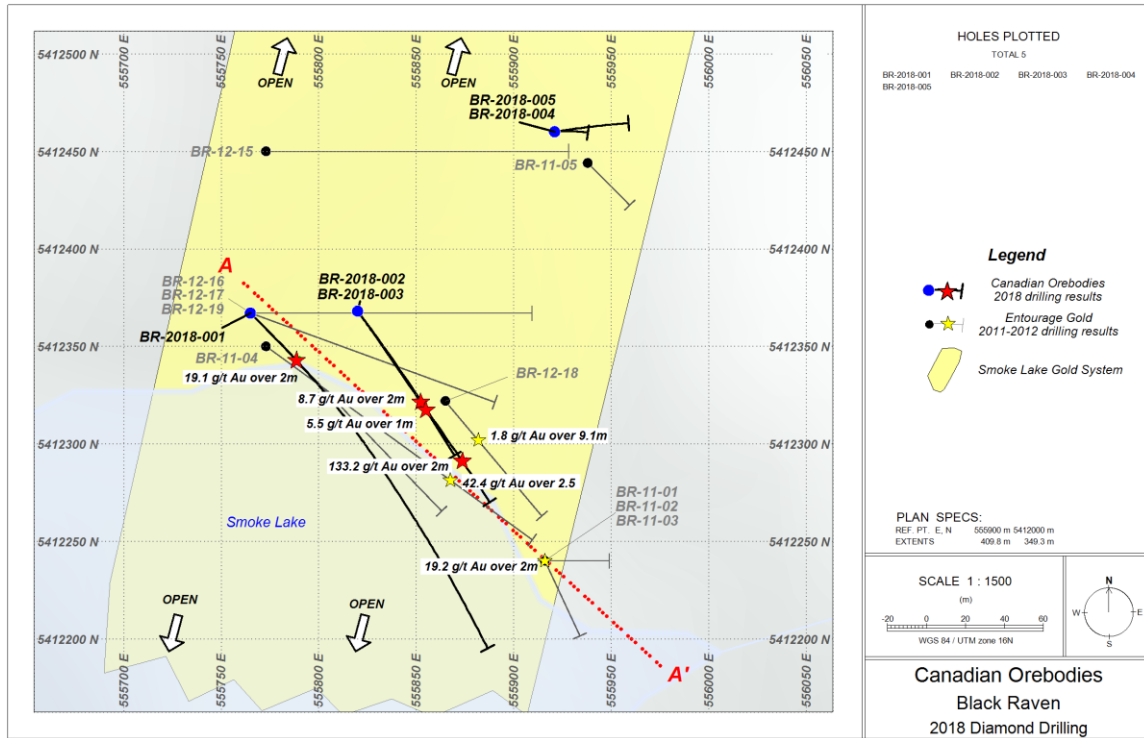 555700 E
555750 E
555800 E
555850 E
555900 E
555950 E
556000 E
556050 E
5412500 N
5412500 N
OPEN
OPEN
BR-2018-005
BR-2018-004
BR-12-15
BR-11-05
5412450 N
5412450 N
5412400 N
5412400 N
A
BR-12-16
BR-12-17
BR-12-19
BR-2018-002
BR-2018-003
BR-2018-001
5412350 N
5412350 N
BR-11-04
19.1 g/t Au over 2m
BR-12-18
8.7 g/t Au over 2m
5.5 g/t Au over 1m
1.8 g/t Au over 9.1m
5412300 N
5412300 N
133.2 g/t Au over 2m
42.4 g/t Au over 2.5
BR-11-01
BR-11-02
BR-11-03
Smoke Lake
5412250 N
5412250 N
19.2 g/t Au over 2m
OPEN
OPEN
5412200 N
5412200 N
A'
555700 E
555750 E
555800 E
555850 E
555900 E
555950 E
556000 E
556050 E
HOLES PLOTTED
TOTAL 5
BR-2018-001 BR-2018-002 BR-2018-003 BR-2018-004
BR-2018-005
Legend
Canadian Orebodies
2018 drilling results
Entourage Gold
2011-2012 drilling results
Smoke Lake Gold System
PLAN SPECS:
REF. PT. E, N 555900 m 5412000 m
EXTENTS 409.8 m 349.3 m
SCALE 1 : 1500
(m)
-20 0 20 40 60
WGS 84 / UTM zone 16N
N
W E
S
Canadian Orebodies
Black Raven
2018 Diamond Drilling